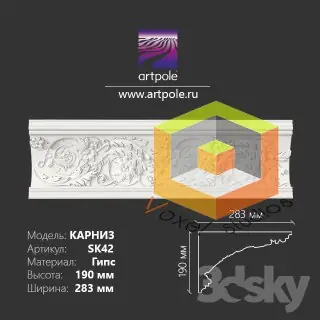 artpole
www.artpole.ru
Модель: КАРНИЗ
Артикул: SK42
Материал: Гипс
Высота: 190 мм
Ширина: 283 мм
283 мм
190 мм
3dsky